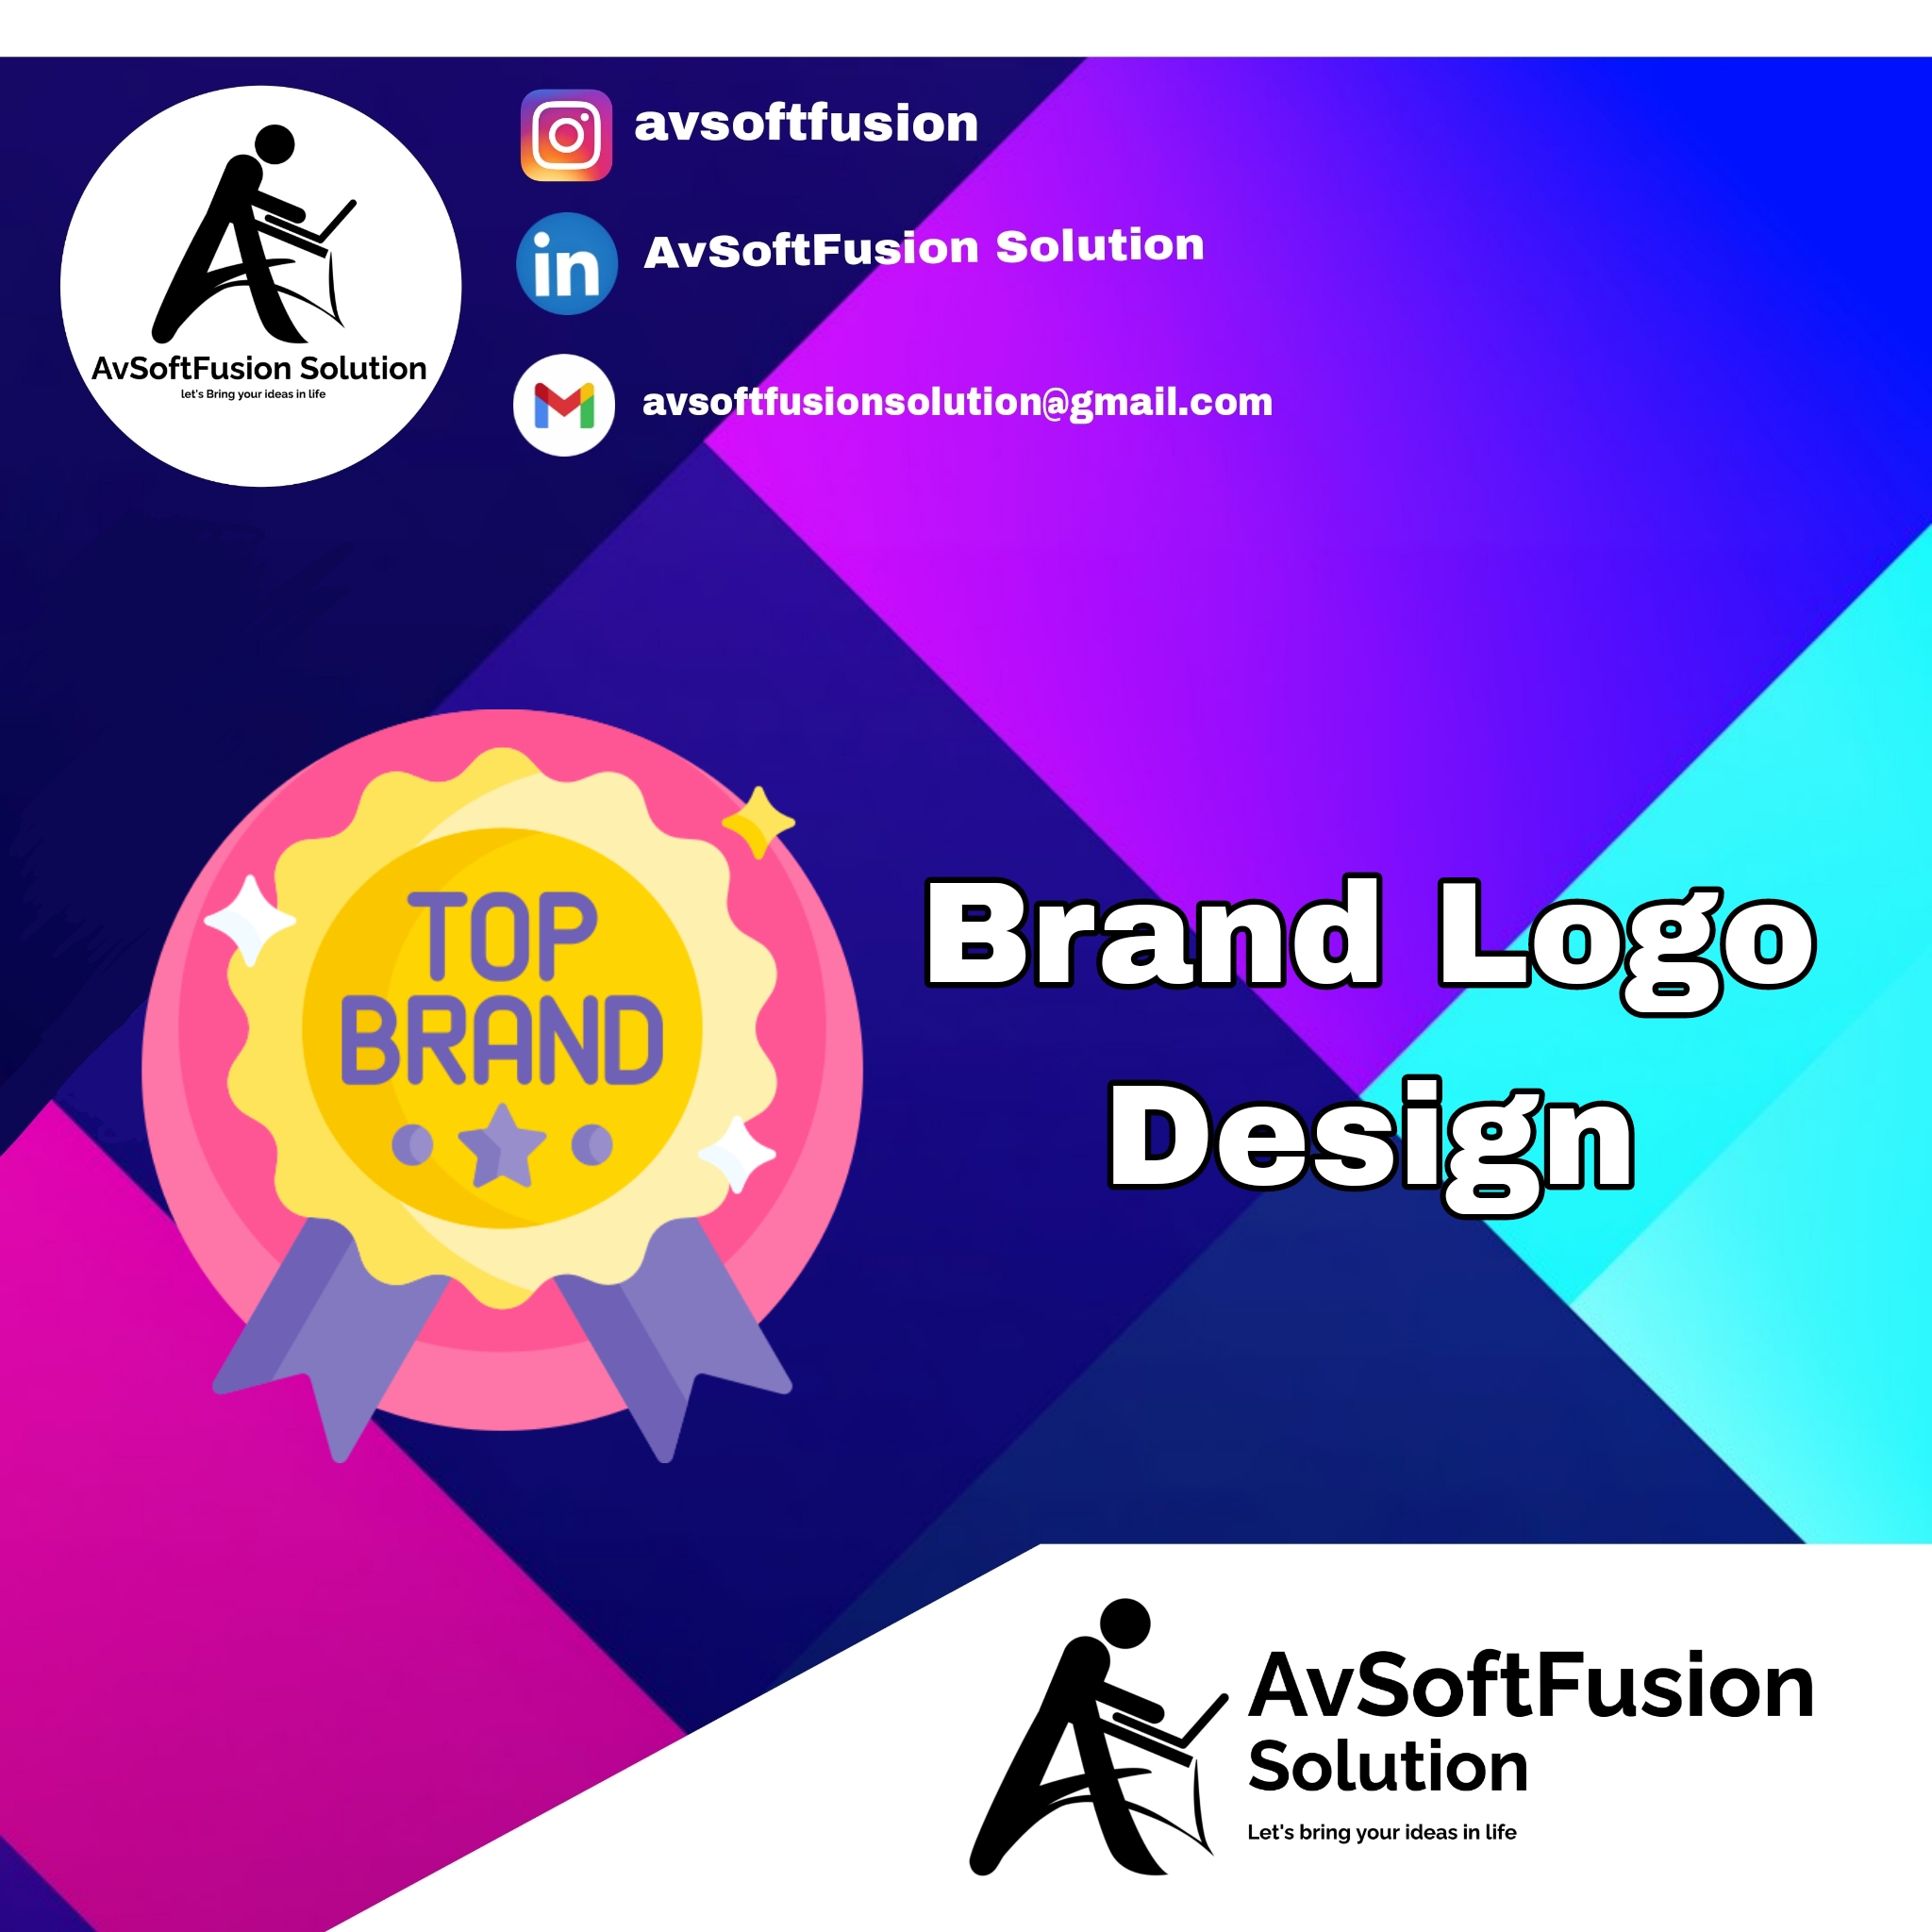 avsoftfusion
AvSoftFusion Solution
avsoftfusionsolution@gmail.com
AvSoftFusion Solution
let's Bring your ideas in life
TOP
BRAND
Brand Logo
Design
AvSoftFusion
Solution
Let's bring your ideas in life